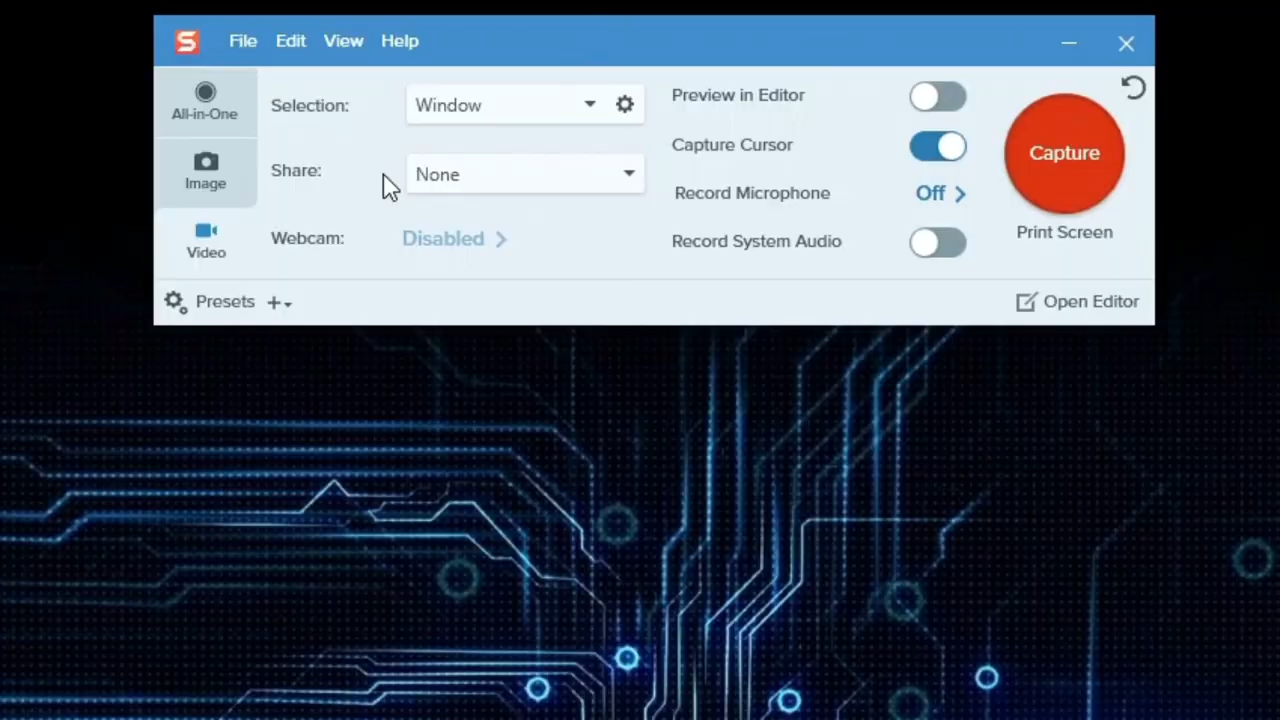 S File Edit View Help
All-in-One
Image
Video
Selection: Window
Share: None
Webcam: Disabled
Preview in Editor
Capture Cursor
Record Microphone Off
Record System Audio
Capture
Print Screen
Presets
Open Editor